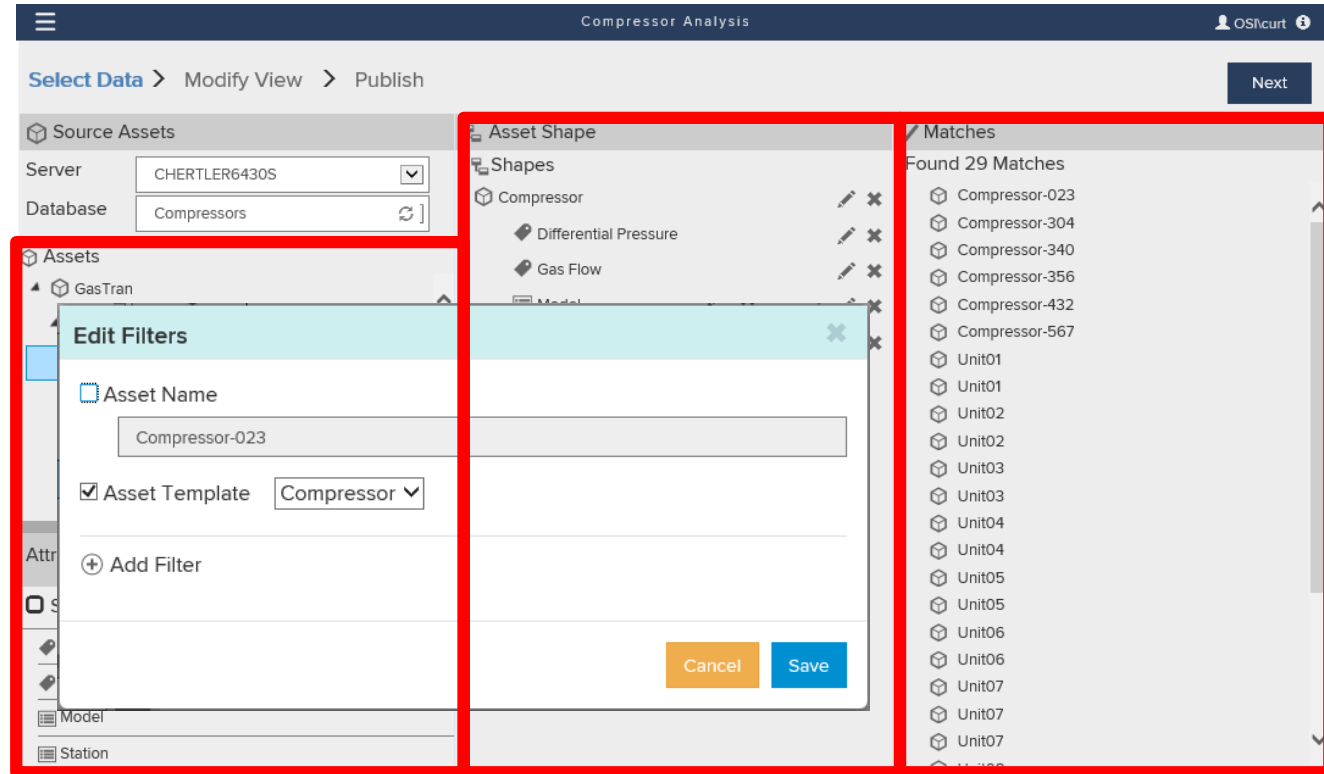 Compressor Analysis
OSI\curt
Select Data > Modify View > Publish
Next
Source Assets
Server CHERTLER6430S
Database Compressors
Assets
GasTran
Asset Shape
Shapes
Compressor
Differential Pressure
Gas Flow
Model
Edit Filters
Asset Name
Compressor-023
Asset Template Compressor
Add Filter
Cancel Save
Attr
S
Model
Station
Matches
Found 29 Matches
Compressor-023
Compressor-304
Compressor-340
Compressor-356
Compressor-432
Compressor-567
Unit01
Unit01
Unit02
Unit02
Unit03
Unit03
Unit04
Unit04
Unit05
Unit05
Unit06
Unit06
Unit07
Unit07
Unit07